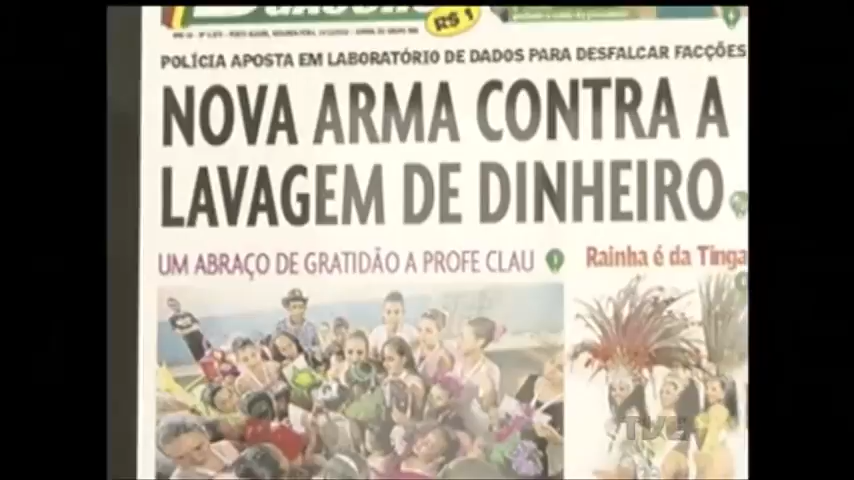 R$ 1
POLÍCIA APOSTA EM LABORATÓRIO DE DADOS PARA DESFALCAR FACÇÕES
NOVA ARMA CONTRA A
LAVAGEM DE DINHEIRO
UM ABRAÇO DE GRATIDÃO A PROFE CLAU
Rainha é da Tinga
TVE